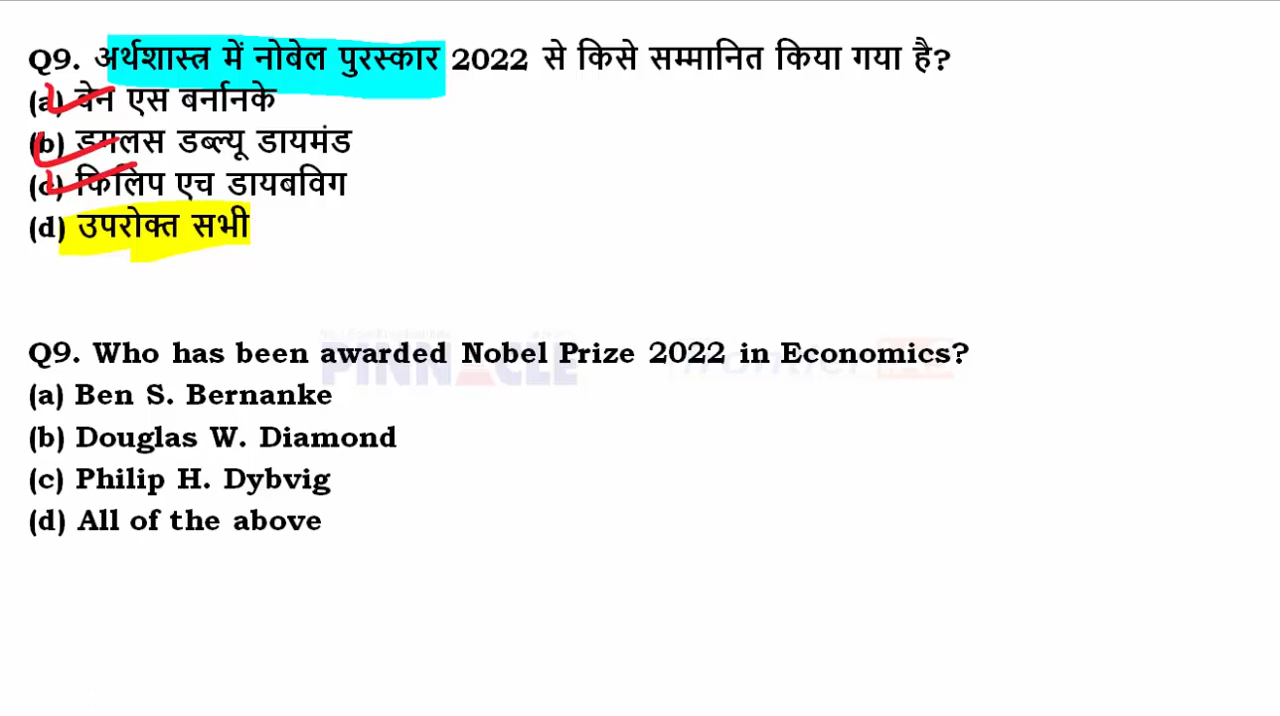 Q9. अर्थशास्त्र में नोबेल पुरस्कार 2022 से किसे सम्मानित किया गया है?
(a) वेन एस बर्नानके
(b) डगलस डब्ल्यू डायमंड
(c) फिलिप एच डायबविग
(d) उपरोक्त सभी
Q9. Who has been awarded Nobel Prize 2022 in Economics?
(a) Ben S. Bernanke
(b) Douglas W. Diamond
(c) Philip H. Dybvig
(d) All of the above
PINNACLE